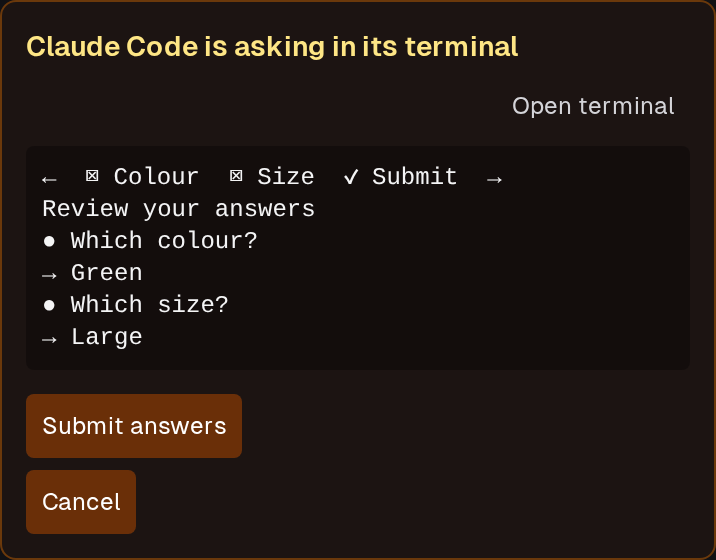 Claude Code is asking in its terminal
Open terminal
← ☒ Colour ☒ Size ✓ Submit →
Review your answers
● Which colour?
→ Green
● Which size?
→ Large
Submit answers
Cancel